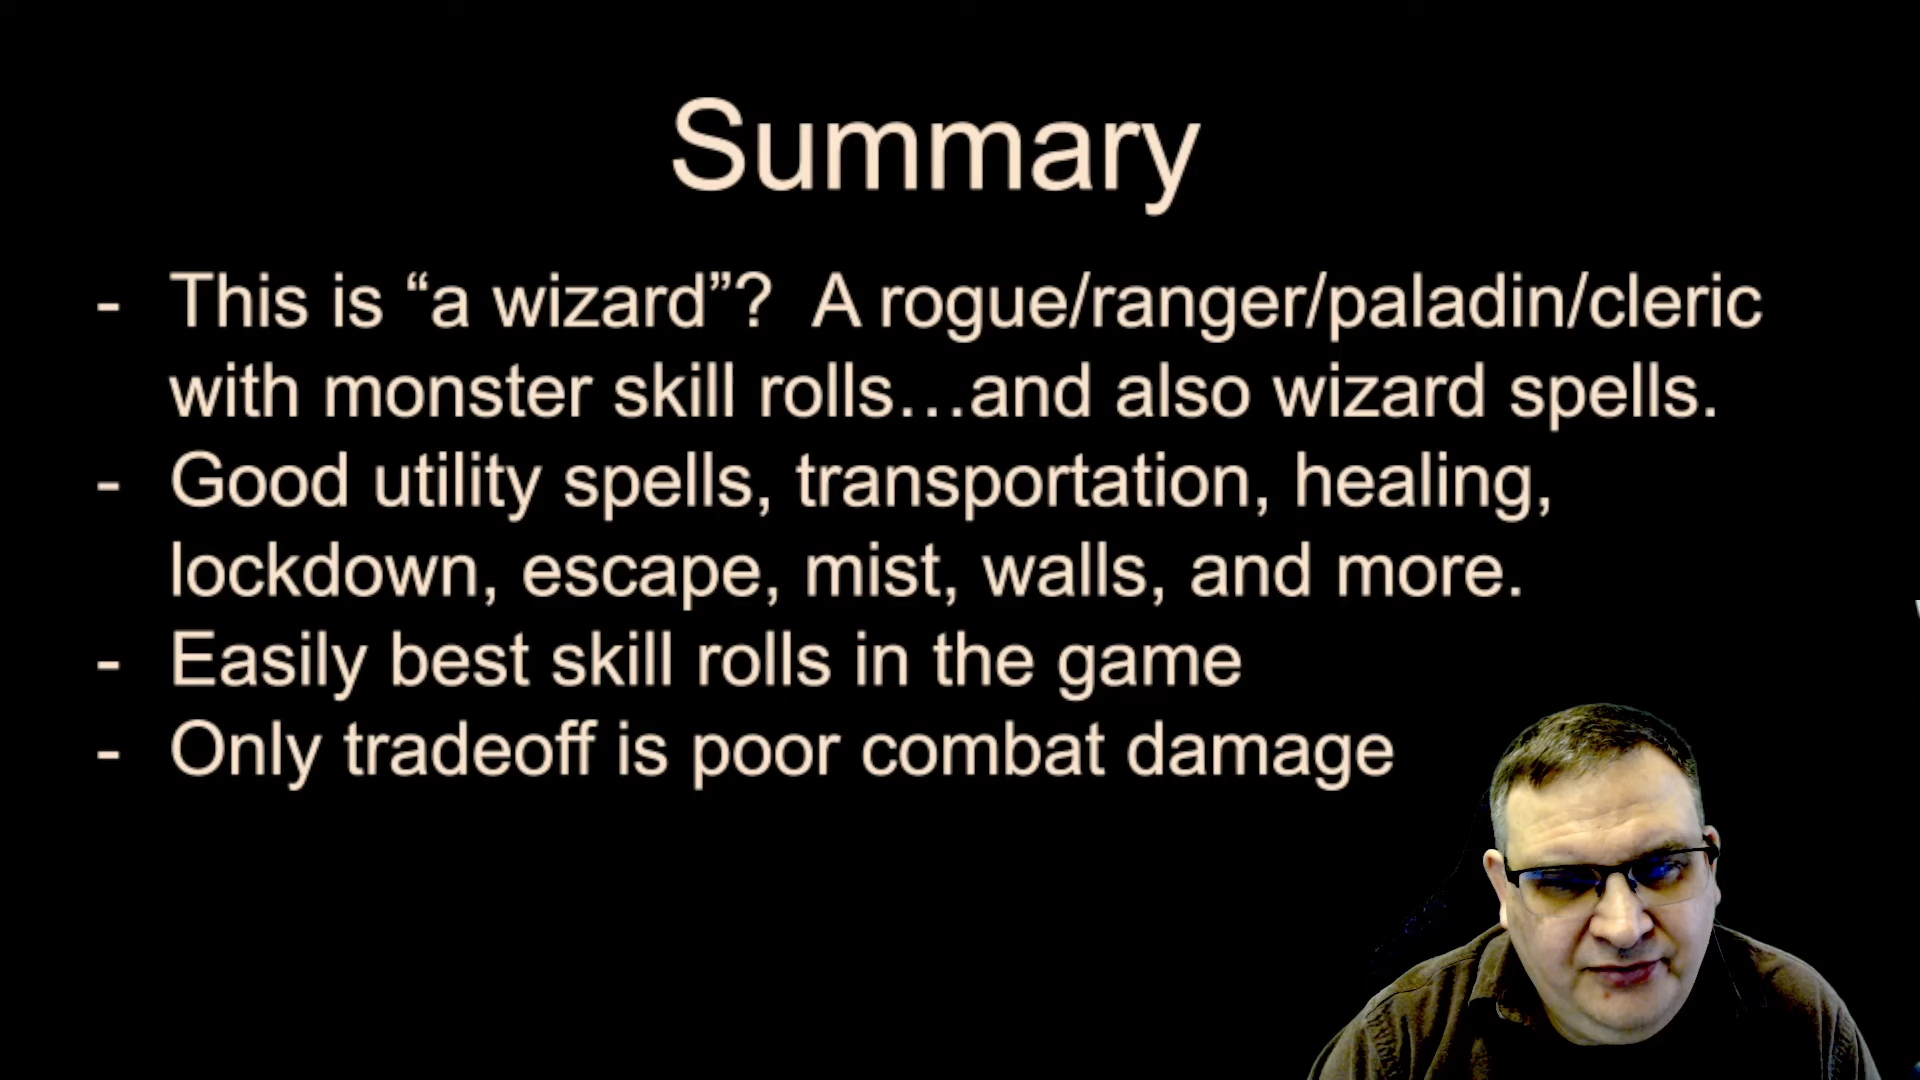 Summary
- This is “a wizard”?  A rogue/ranger/paladin/cleric
with monster skill rolls…and also wizard spells.
- Good utility spells, transportation, healing,
lockdown, escape, mist, walls, and more.
- Easily best skill rolls in the game
- Only tradeoff is poor combat damage